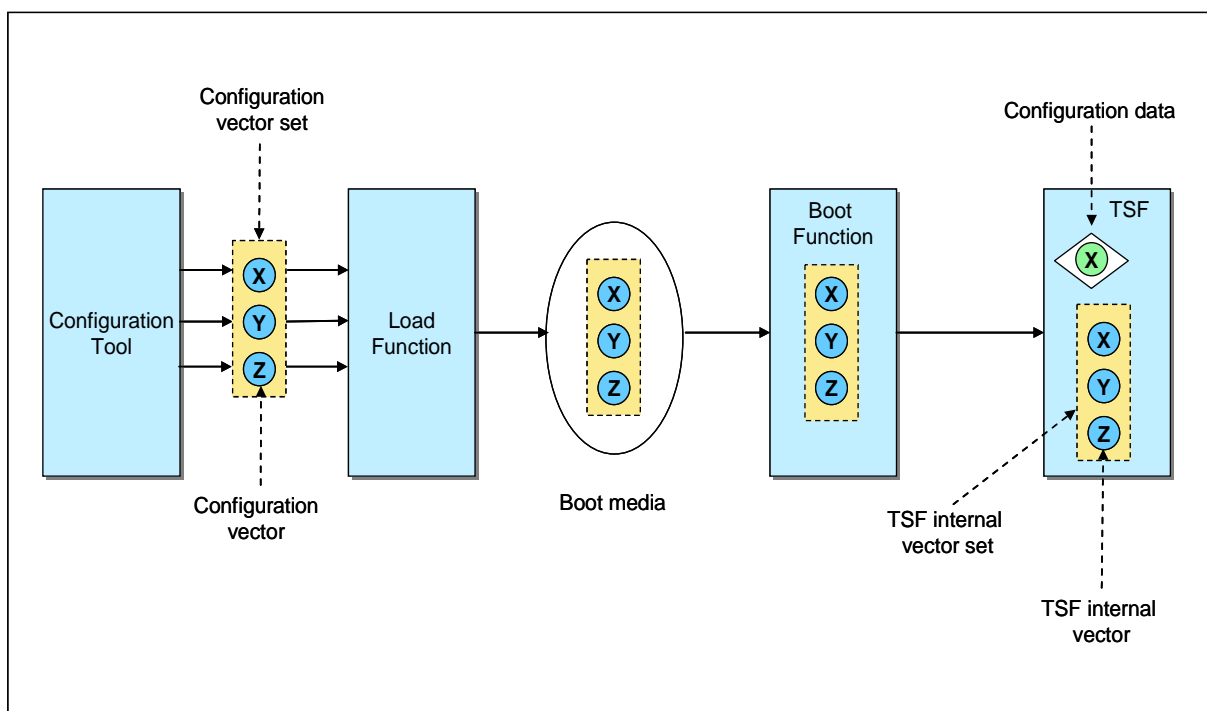 Configuration
vector set
Configuration data
Configuration
Tool
X
Y
Z
Load
Function
X
Y
Z
Boot
Function
X
Y
Z
TSF
X
X
Y
Z
Configuration
vector
Boot media
TSF internal
vector set
TSF internal
vector